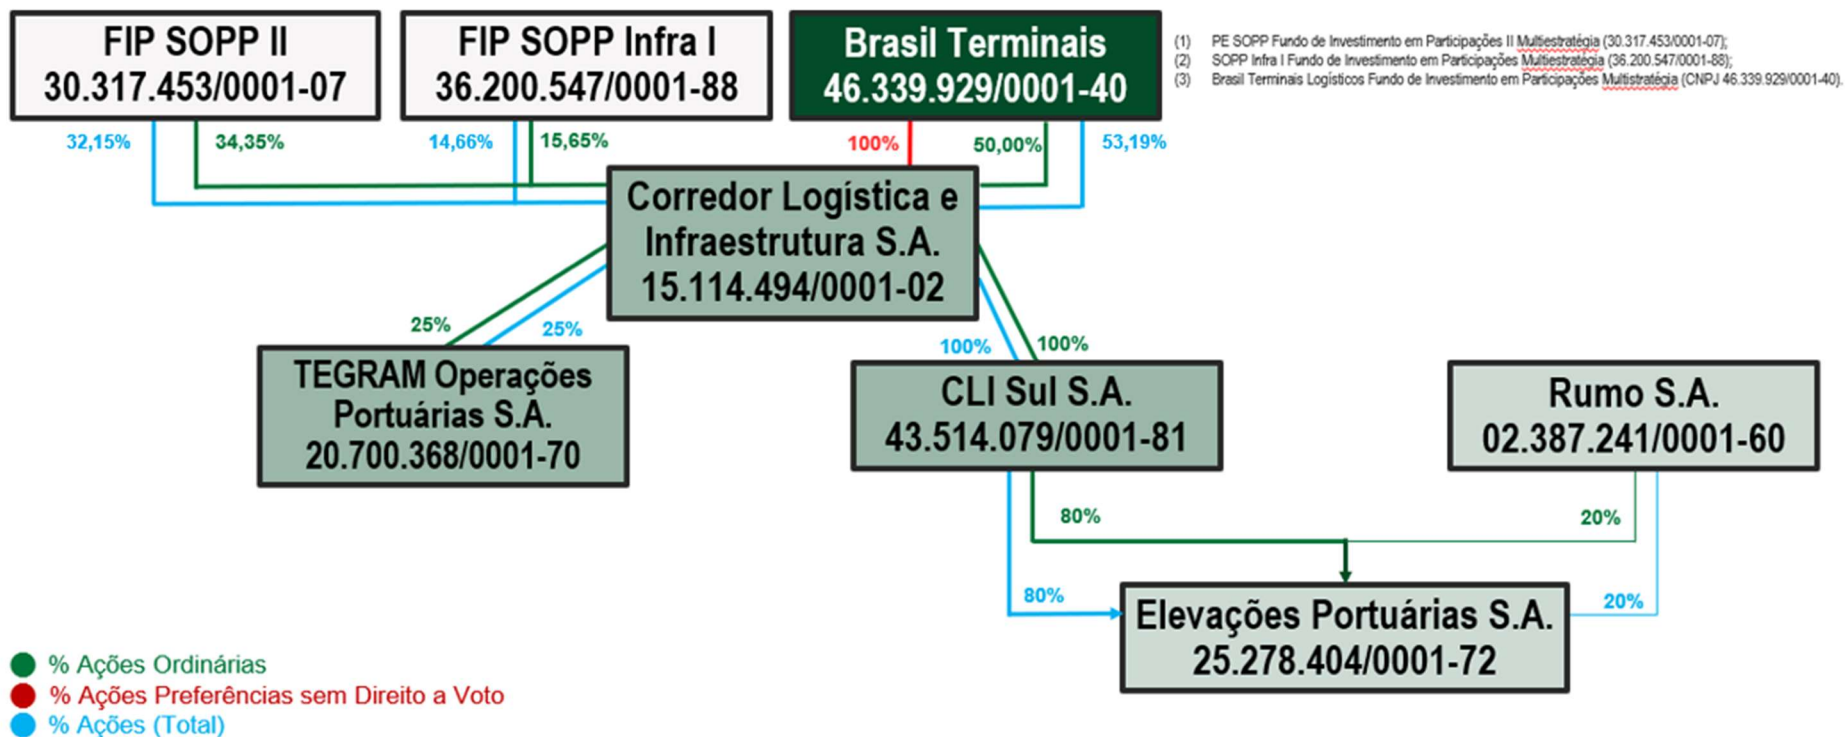 FIP SOPP II
30.317.453/0001-07
FIP SOPP Infra I
36.200.547/0001-88
Brasil Terminais
46.339.929/0001-40
(1) PE SOPP Fundo de Investimento em Participações II Multiestratégia (30.317.453/0001-07);
(2) SOPP Infra I Fundo de Investimento em Participações Multiestratégia (36.200.547/0001-88);
(3) Brasil Terminais Logísticos Fundo de Investimento em Participações Multistratégia (CNPJ 46.339.929/0001-40).
32,15%
34,35%
14,66%
15,65%
100%
50,00%
53,19%
Corredor Logística e
Infraestrutura S.A.
15.114.494/0001-02
25%
25%
100%
100%
TEGRAM Operações
Portuárias S.A.
20.700.368/0001-70
CLI Sul S.A.
43.514.079/0001-81
Rumo S.A.
02.387.241/0001-60
80%
20%
80%
20%
Elevações Portuárias S.A.
25.278.404/0001-72
% Ações Ordinárias
% Ações Preferências sem Direito a Voto
% Ações (Total)